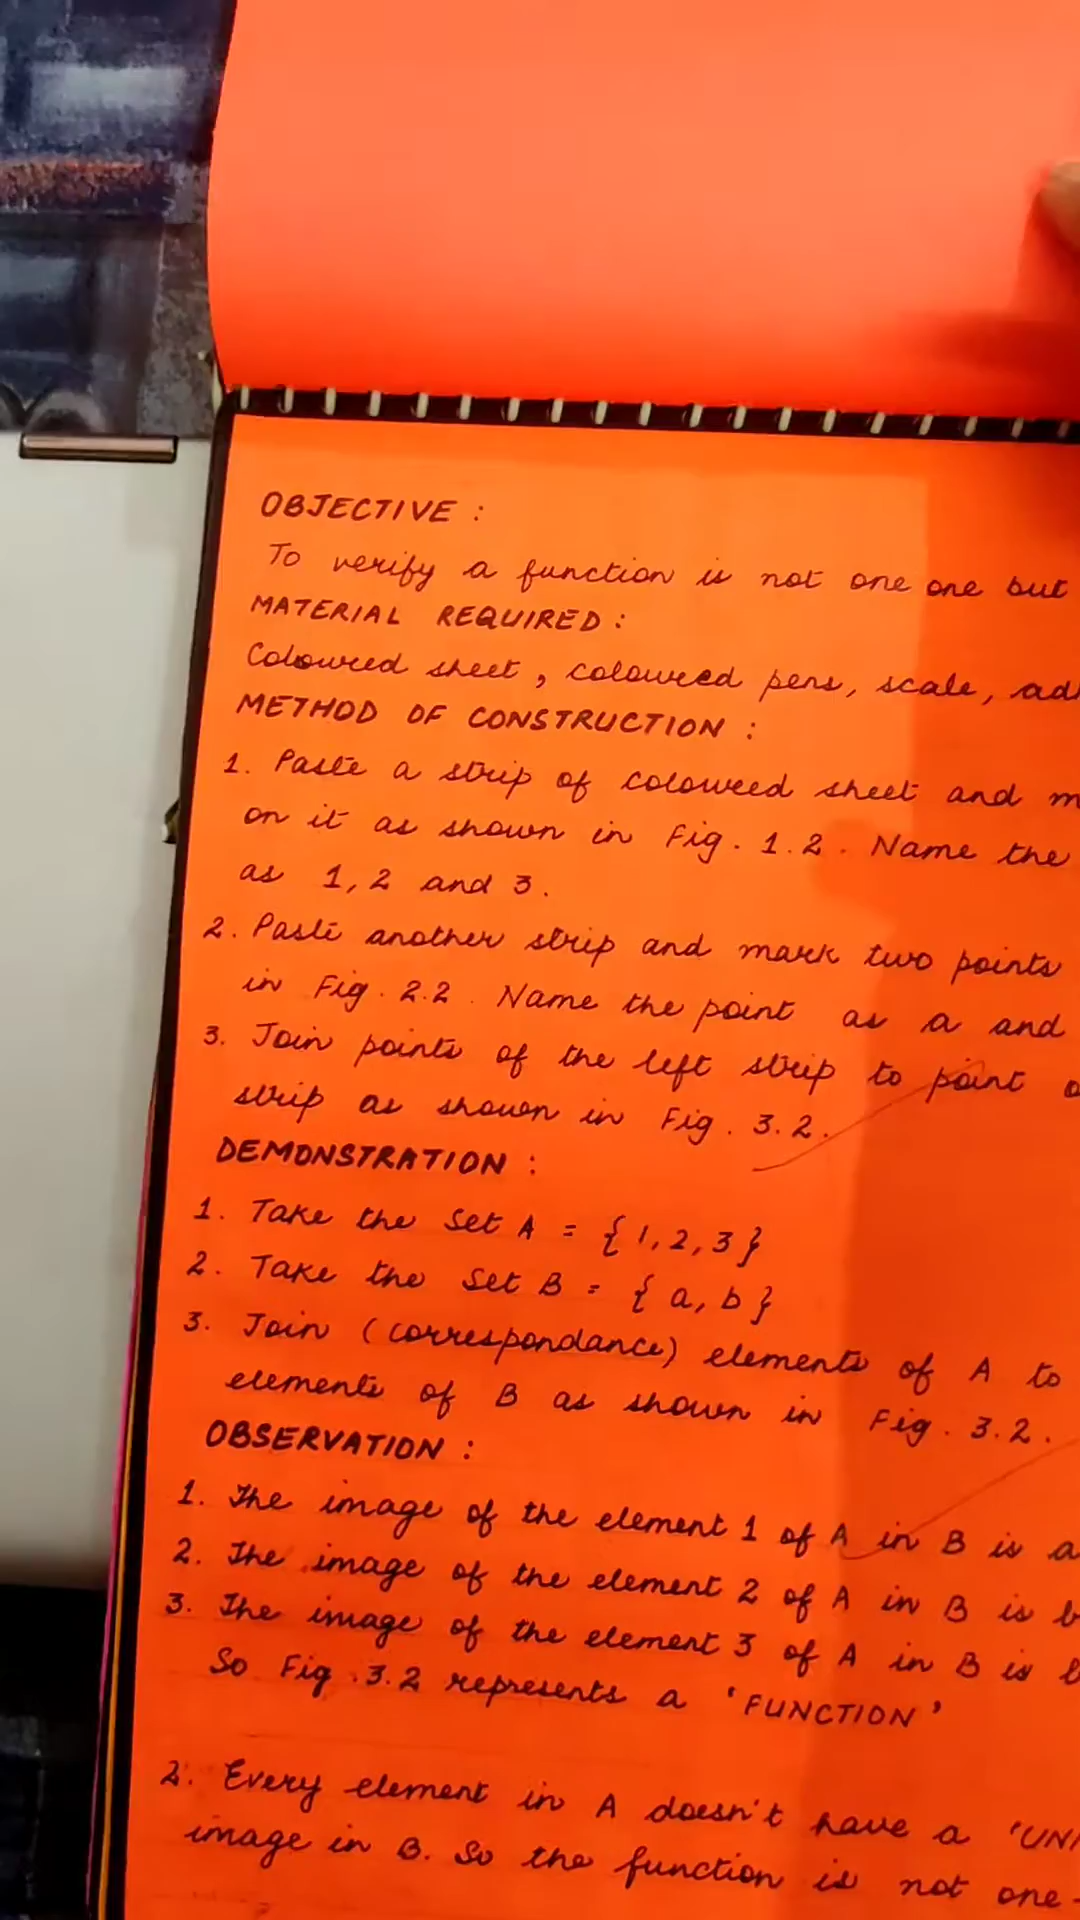 OBJECTIVE :
To verify a function is not one one but
MATERIAL REQUIRED :
Coloured sheet, coloured pens, scale,
METHOD OF CONSTRUCTION :
1. Paste a strip of coloured sheet and
on it as shown in Fig. 1.2. Name the
as 1, 2 and 3.
2. Paste another strip and mark two points
in Fig. 2.2. Name the point as a and
3. Join points of the left strip to point
strip as shown in Fig. 3.2.
DEMONSTRATION :
1. Take the Set A = { 1, 2, 3 }
2. Take the Set B = { a, b }
3. Join (correspondance) elements of A to
elements of B as shown in Fig. 3.2.
OBSERVATION :
1. The image of the element 1 of A in B is a
2. The image of the element 2 of A in B is b
3. The image of the element 3 of A in B is
So Fig. 3.2 represents a 'FUNCTION'
2. Every element in A doesn't have a
image in B. So the function is not one-